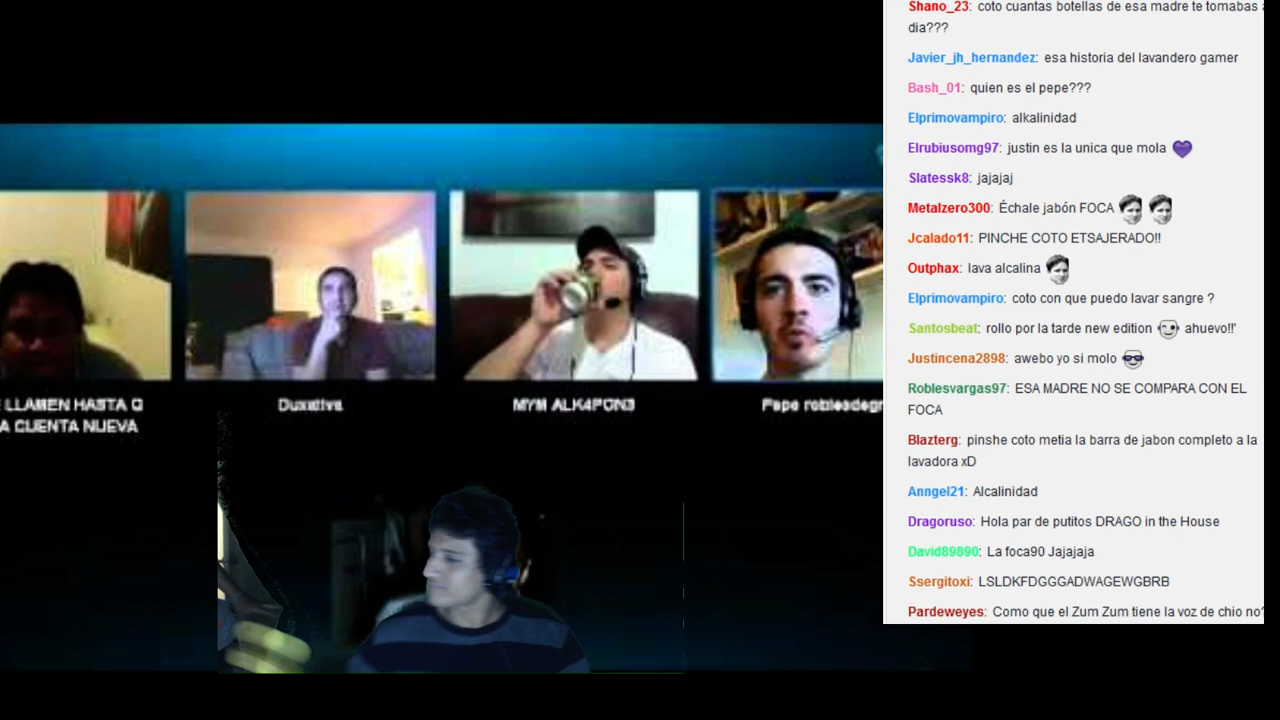 LLAMEN HASTA Q
A CUENTA NUEVA
Duxativa
MYM ALK4PON3
Pepe roblesdegr
Shano_23: coto cuantas botellas de esa madre te tomabas a
dia???
Javier_jh_hernandez: esa historia del lavandero gamer
Bash_01: quien es el pepe???
Elprimovampiro: alkalinidad
Elrubiusomg97: justin es la unica que mola
Slatessk8: jajajaj
Metalzero300: Échale jabón FOCA
Jcalado11: PINCHE COTO ETSAJERADO!!
Outphax: lava alcalina
Elprimovampiro: coto con que puedo lavar sangre ?
Santosbeat: rollo por la tarde new edition ahuevo!!'
Justincena2898: awebo yo si molo
Roblesvargas97: ESA MADRE NO SE COMPARA CON EL
FOCA
Blazterg: pinshe coto metia la barra de jabon completo a la
lavadora xD
Anngel21: Alcalinidad
Dragoruso: Hola par de putitos DRAGO in the House
David89890: La foca90 Jajajaja
Ssergitoxi: LSLDKFDGGGADWAGEWGBRB
Pardeweyes: Como que el Zum Zum tiene la voz de chio no?